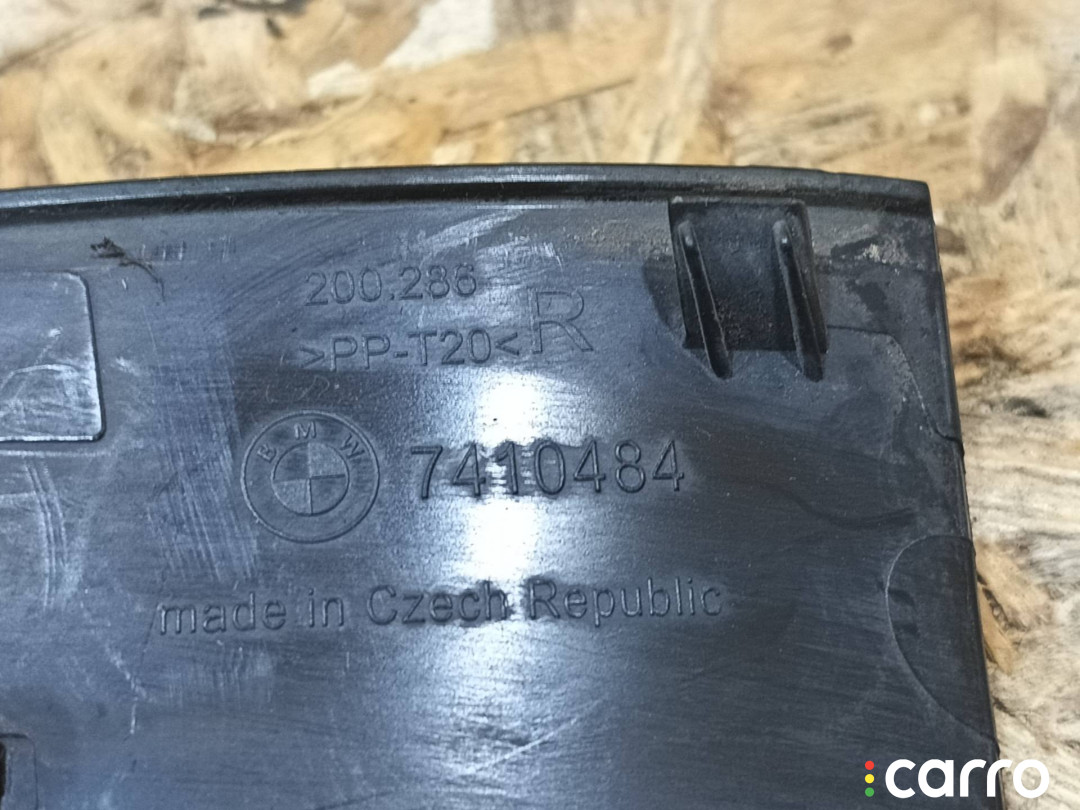 200.286
>PP-T20< R
BMW 7410484
made in Czech Republic
carro